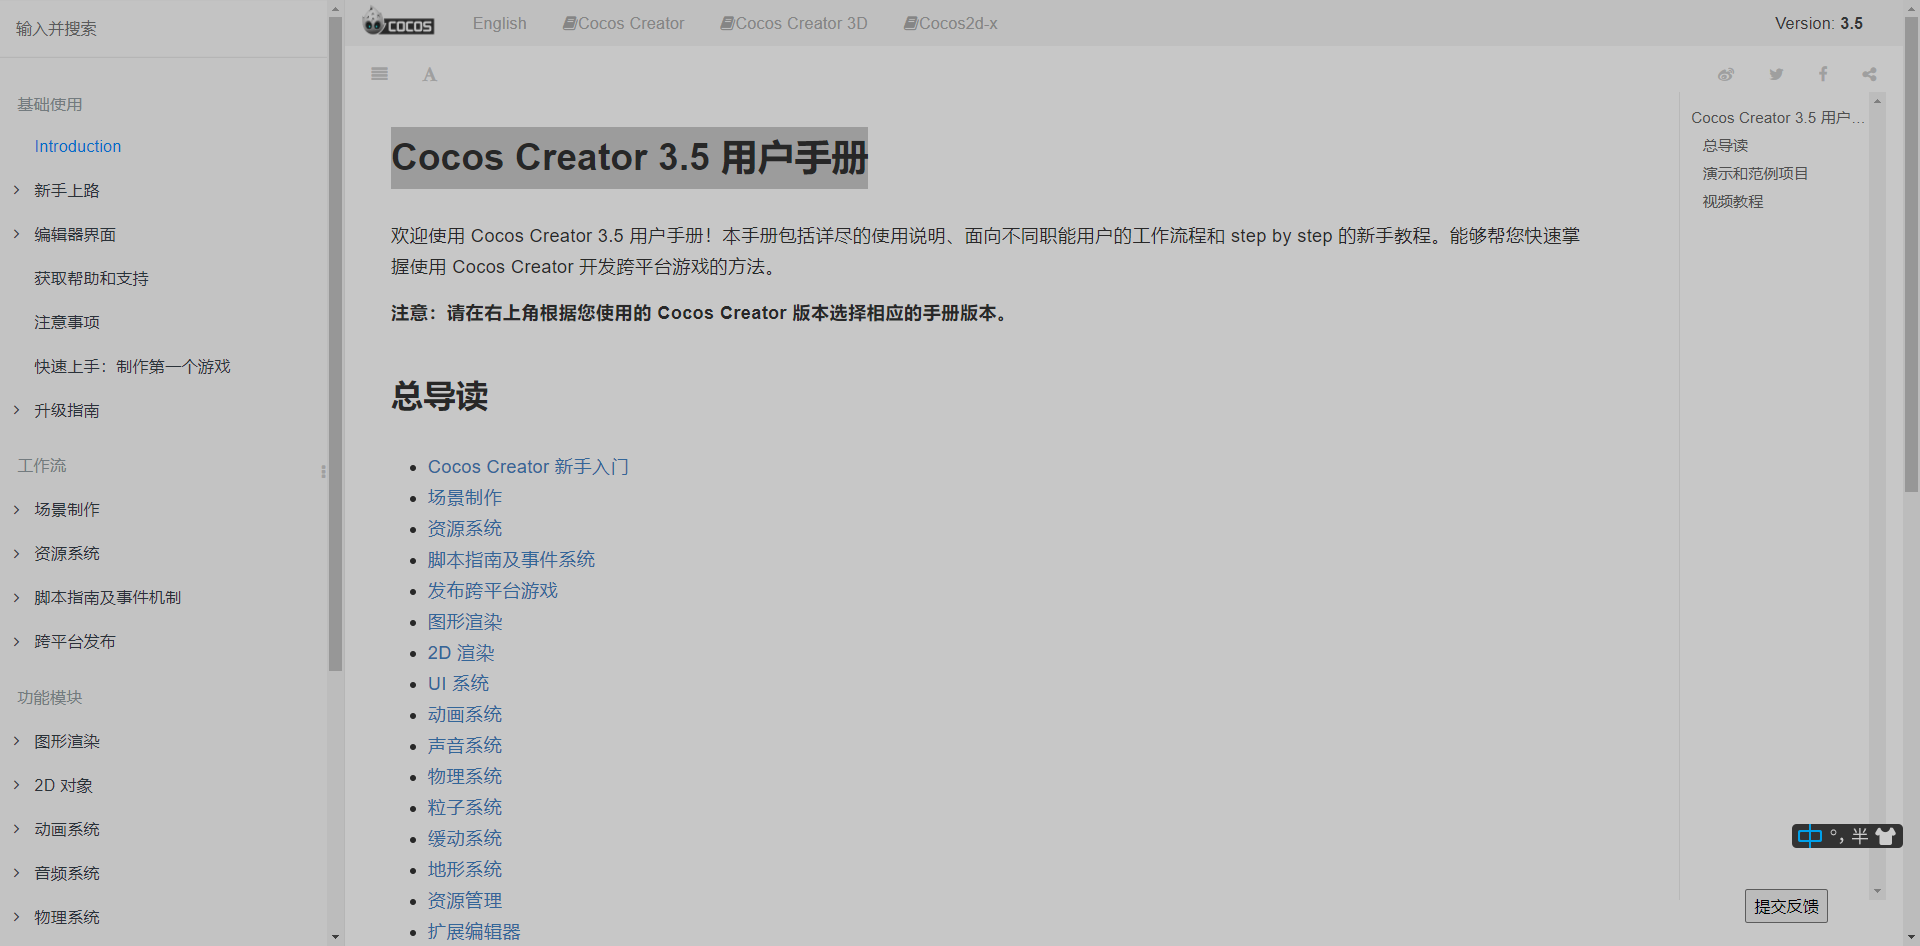 输入并搜索
基础使用
Introduction
新手上路
编辑器界面
获取帮助和支持
注意事项
快速上手：制作第一个游戏
升级指南
工作流
场景制作
资源系统
脚本指南及事件机制
跨平台发布
功能模块
图形渲染
2D 对象
动画系统
音频系统
物理系统
COCOS English Cocos Creator Cocos Creator 3D Cocos2d-x Version: 3.5
A
Cocos Creator 3.5 用户手册
欢迎使用 Cocos Creator 3.5 用户手册！本手册包括详尽的使用说明、面向不同职能用户的工作流程和 step by step 的新手教程。能够帮您快速掌
握使用 Cocos Creator 开发跨平台游戏的方法。
注意：请在右上角根据您使用的 Cocos Creator 版本选择相应的手册版本。
总导读
Cocos Creator 新手入门
场景制作
资源系统
脚本指南及事件系统
发布跨平台游戏
图形渲染
2D 渲染
UI 系统
动画系统
声音系统
物理系统
粒子系统
缓动系统
地形系统
资源管理
扩展编辑器
Cocos Creator 3.5 用户...
总导读
演示和范例项目
视频教程
中 °, 半
提交反馈